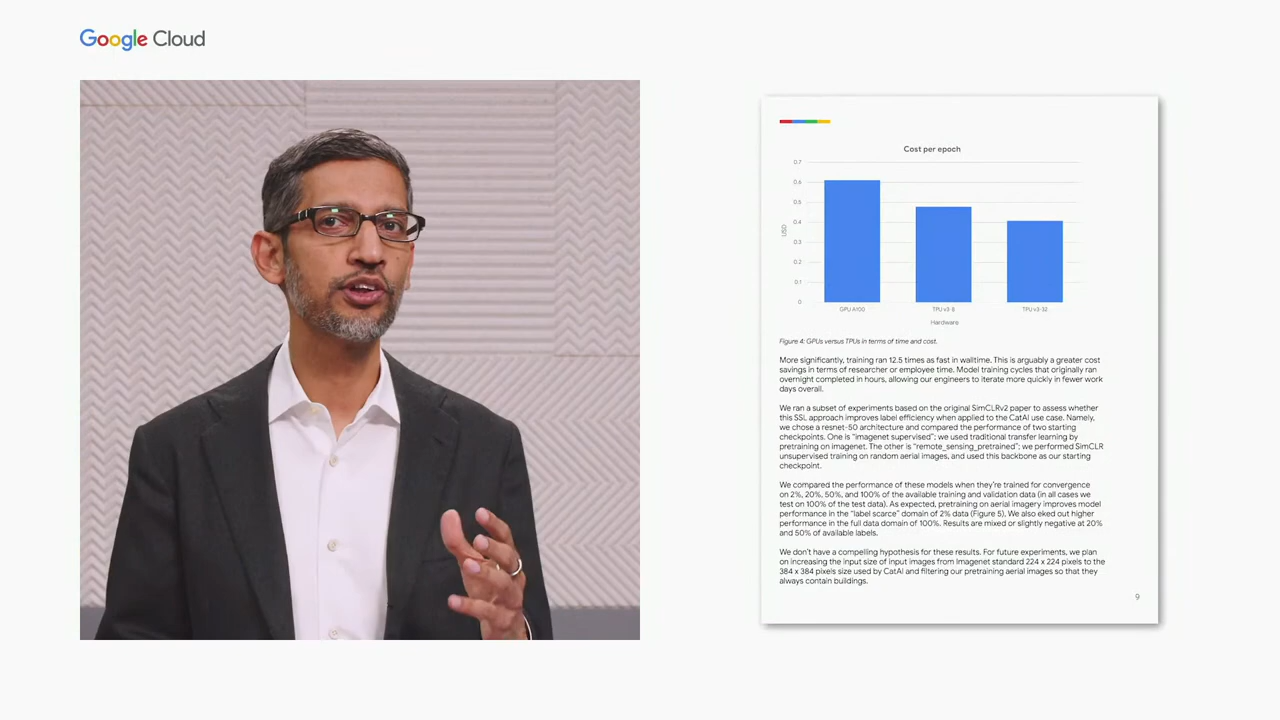 Google Cloud
Cost per epoch
0.7
0.6
0.5
0.4
0.3
0.2
0.1
0
USD
GPU A100
TPU v3-8
TPU v3-32
Hardware
Figure 4: GPUs versus TPUs in terms of time and cost.
More significantly, training ran 12.5 times as fast in walltime. This is arguably a greater cost
savings in terms of researcher or employee time. Model training cycles that originally ran
overnight completed in hours, allowing our engineers to iterate more quickly in fewer work
days overall.
We ran a subset of experiments based on the original SimCLRv2 paper to assess whether
this SSL approach improves label efficiency when applied to the CatAI use case. Namely,
we chose a resnet-50 architecture and compared the performance of two starting
checkpoints. One is "imagenet supervised"; we used traditional transfer learning by
pretraining on imagenet. The other is "remote_sensing_pretrained"; we performed SimCLR
unsupervised training on random aerial images, and used this backbone as our starting
checkpoint.
We compared the performance of these models when they're trained for convergence
on 2%, 20%, 50%, and 100% of the available training and validation data (in all cases we
test on 100% of the test data). As expected, pretraining on aerial imagery improves model
performance in the "label scarce" domain of 2% data (Figure 5). We also eked out higher
performance in the full data domain of 100%. Results are mixed or slightly negative at 20%
and 50% of available labels.
We don't have a compelling hypothesis for these results. For future experiments, we plan
on increasing the input size of input images from Imagenet standard 224 x 224 pixels to the
384 x 384 pixels size used by CatAI and filtering our pretraining aerial images so that they
always contain buildings.
9